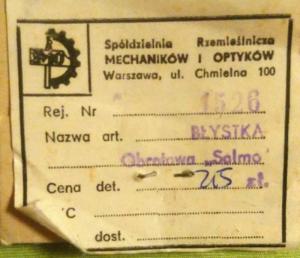 Spółdzielnia Rzemieślnicza
MECHANIKÓW I OPTYKÓW
Warszawa, ul. Chmielna 100
Rej. Nr 1526
Nazwa art. BŁYSTKA
Obrotowa „Salmo"
Cena det. 25 zł.
C
dost.